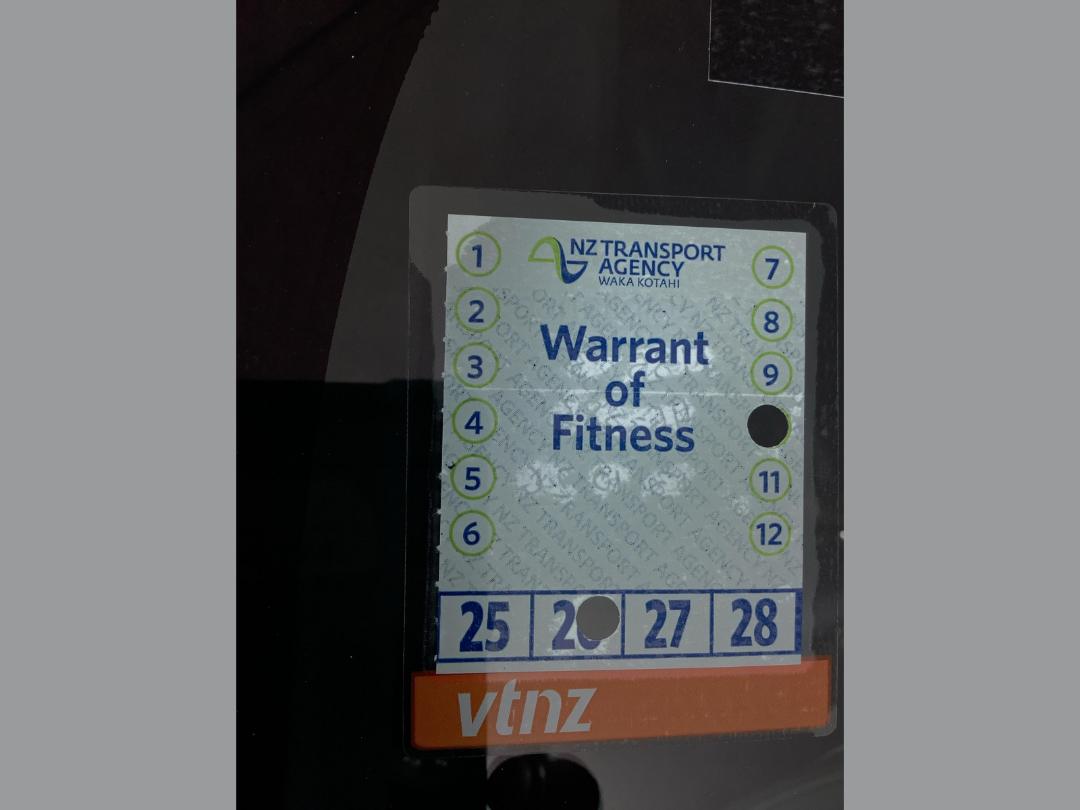 NZ TRANSPORT
AGENCY
WAKA KOTAHI
Warrant
of
Fitness
1
2
3
4
5
6
7
8
9
11
12
25 26 27 28
vtnz